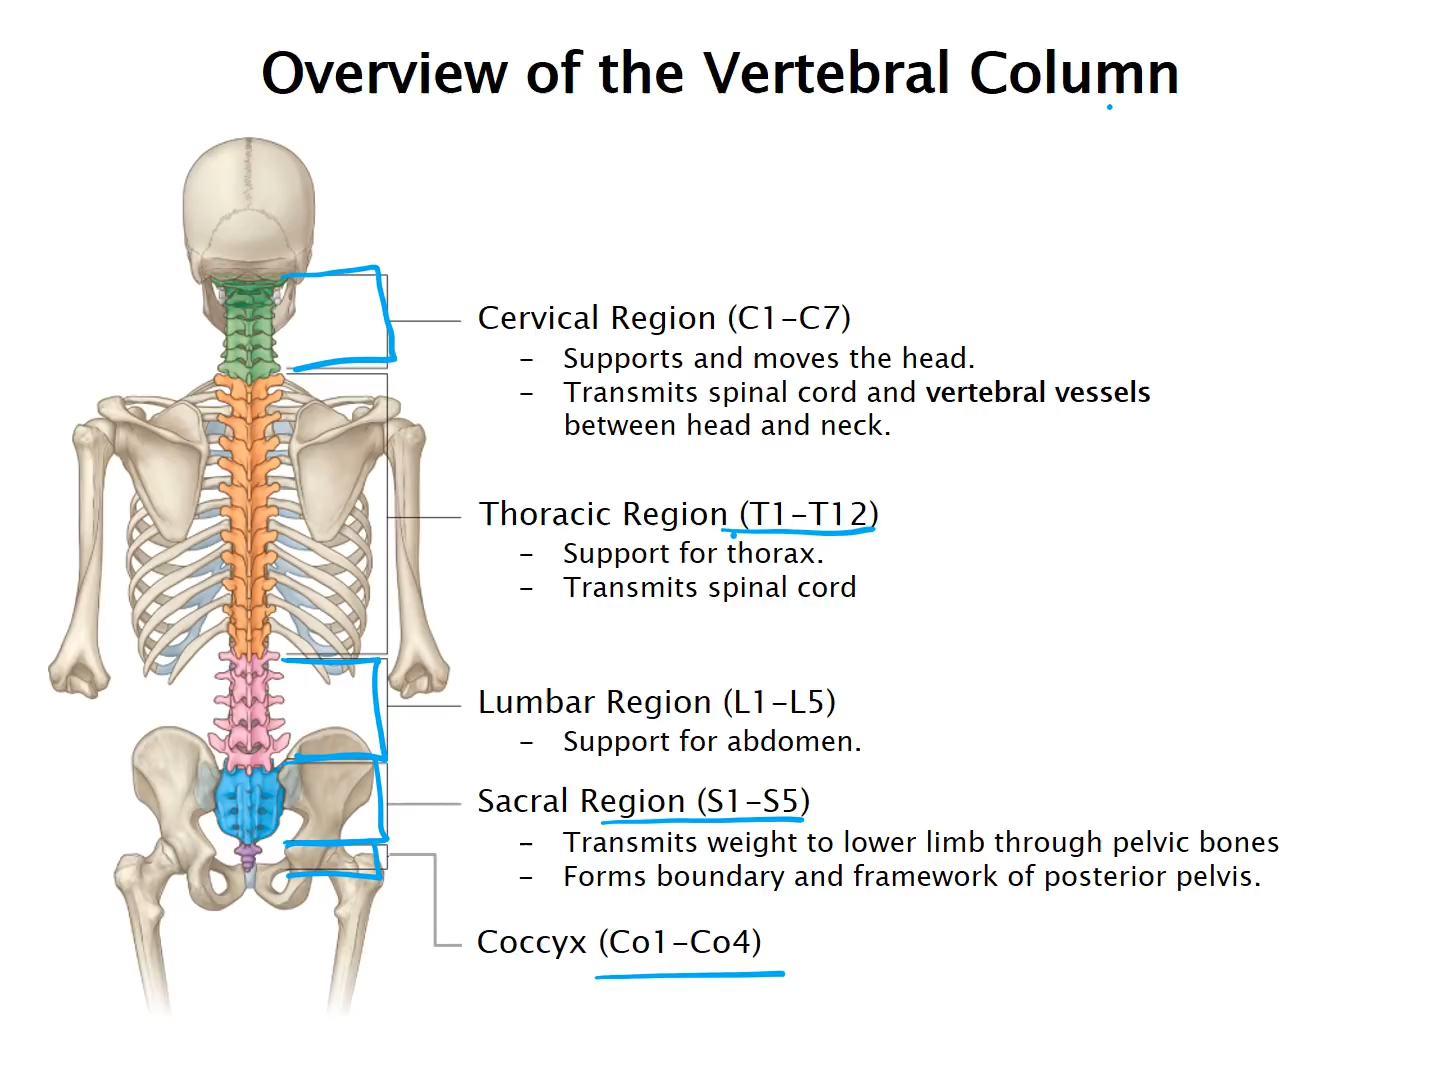 Overview of the Vertebral Column
Cervical Region (C1–C7)
– Supports and moves the head.
– Transmits spinal cord and vertebral vessels
between head and neck.
Thoracic Region (T1–T12)
– Support for thorax.
– Transmits spinal cord
Lumbar Region (L1–L5)
– Support for abdomen.
Sacral Region (S1–S5)
– Transmits weight to lower limb through pelvic bones
– Forms boundary and framework of posterior pelvis.
Coccyx (Co1–Co4)